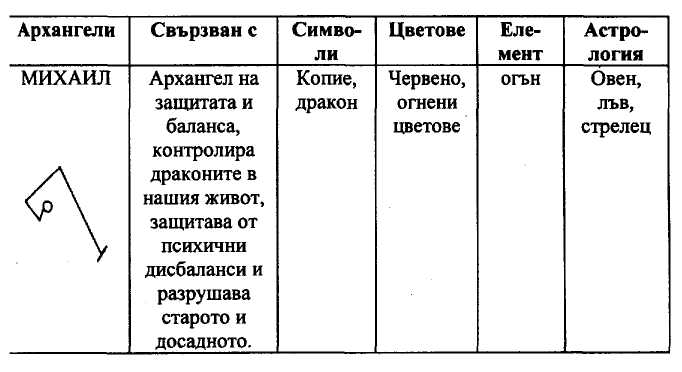 Архангели Свързван с Симво- Цветове Еле- Астро-
ли мент логия
МИХАИЛ Архангел на Копие, Червено, огън Овен,
защитата и дракон огнени лъв,
баланса, цветове стрелец
контролира
драконите в
нашия живот,
защитава от
психични
дисбаланси и
разрушава
старото и
досадното.